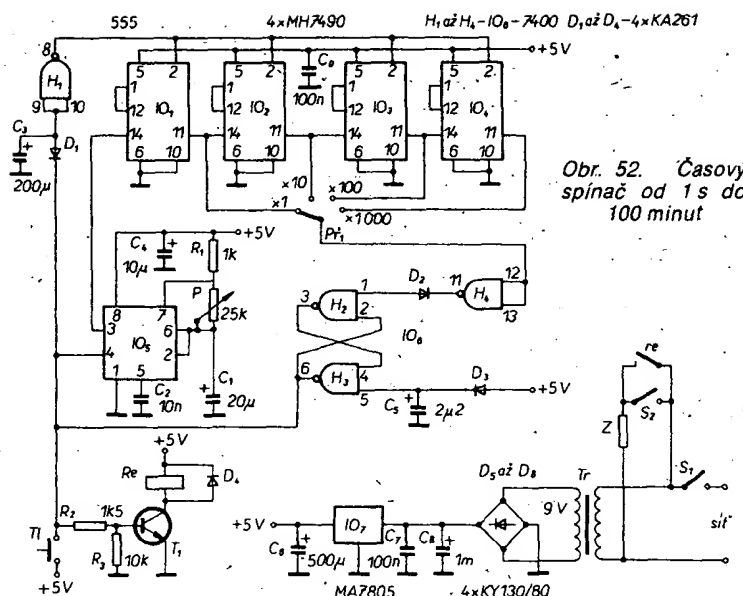 555
4×MH7490
H₁ až H₄ - IO₆ - 7400
D₁ až D₄ - 4×KA261
8
H₁
9
10
C₃
200µ
D₁
5
2
1
12
IO₁
14
11
6
10
5
2
1
12
IO₂
14
11
6
10
C₉
100n
5
2
1
12
IO₃
14
11
6
10
5
2
1
12
IO₄
14
11
6
10
+5V
×1
×10
×100
×1000
Př₁
Obr. 52. Časový
spínač od 1 s do
100 minut
+5V
C₄
10µ
R₁
1k
P
25k
8
7
3
IO₅
6
4
2
1
5
C₂
10n
C₁
20µ
3
H₂
1
2
D₂
11
H₄
12
13
IO₆
6
H₃
4
5
C₅
2µ2
D₃
+5V
+5V
Re
D₄
R₂
1k5
R₃
10k
T₁
Tl
+5V
+5V
C₆
500µ
IO₇
MA7805
C₇
100n
C₈
1m
D₅ až D₈
4×KY130/80
9V
Tr
Z
re
S₂
S₁
síť